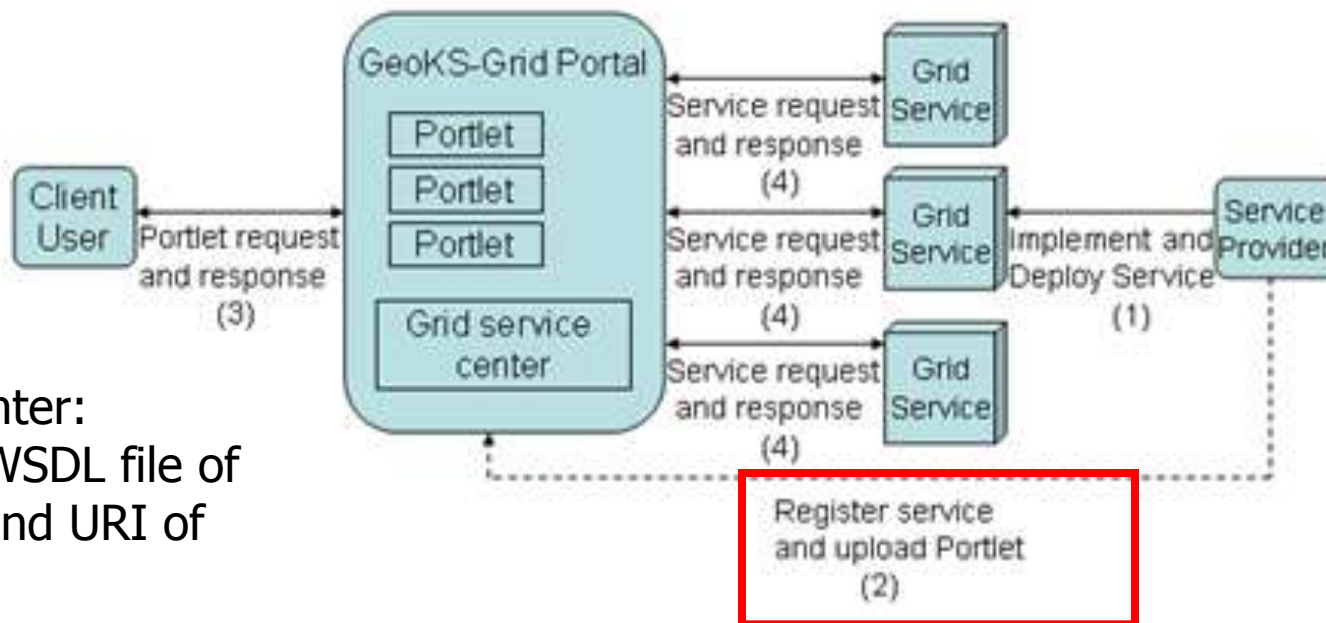 GeoKS-Grid Portal
Portlet
Portlet
Portlet
Grid service
center
Client
User
Portlet request
and response
(3)
Service request
and response
(4)
Service request
and response
(4)
Service request
and response
(4)
Grid
Service
Grid
Service
Grid
Service
Implement and
Deploy Service
(1)
Service
Provider
nter:
WSDL file of
nd URI of
Register service
and upload Portlet
(2)